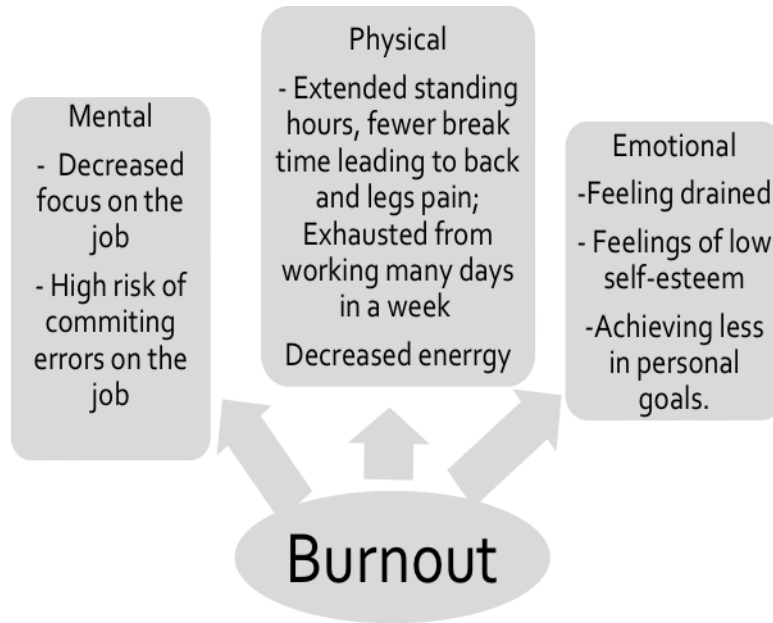 Mental
- Decreased
focus on the
job
- High risk of
commiting
errors on the
job
Physical
- Extended standing
hours, fewer break
time leading to back
and legs pain;
Exhausted from
working many days
in a week
Decreased enerrgy
Emotional
-Feeling drained
- Feelings of low
self-esteem
-Achieving less
in personal
goals.
Burnout